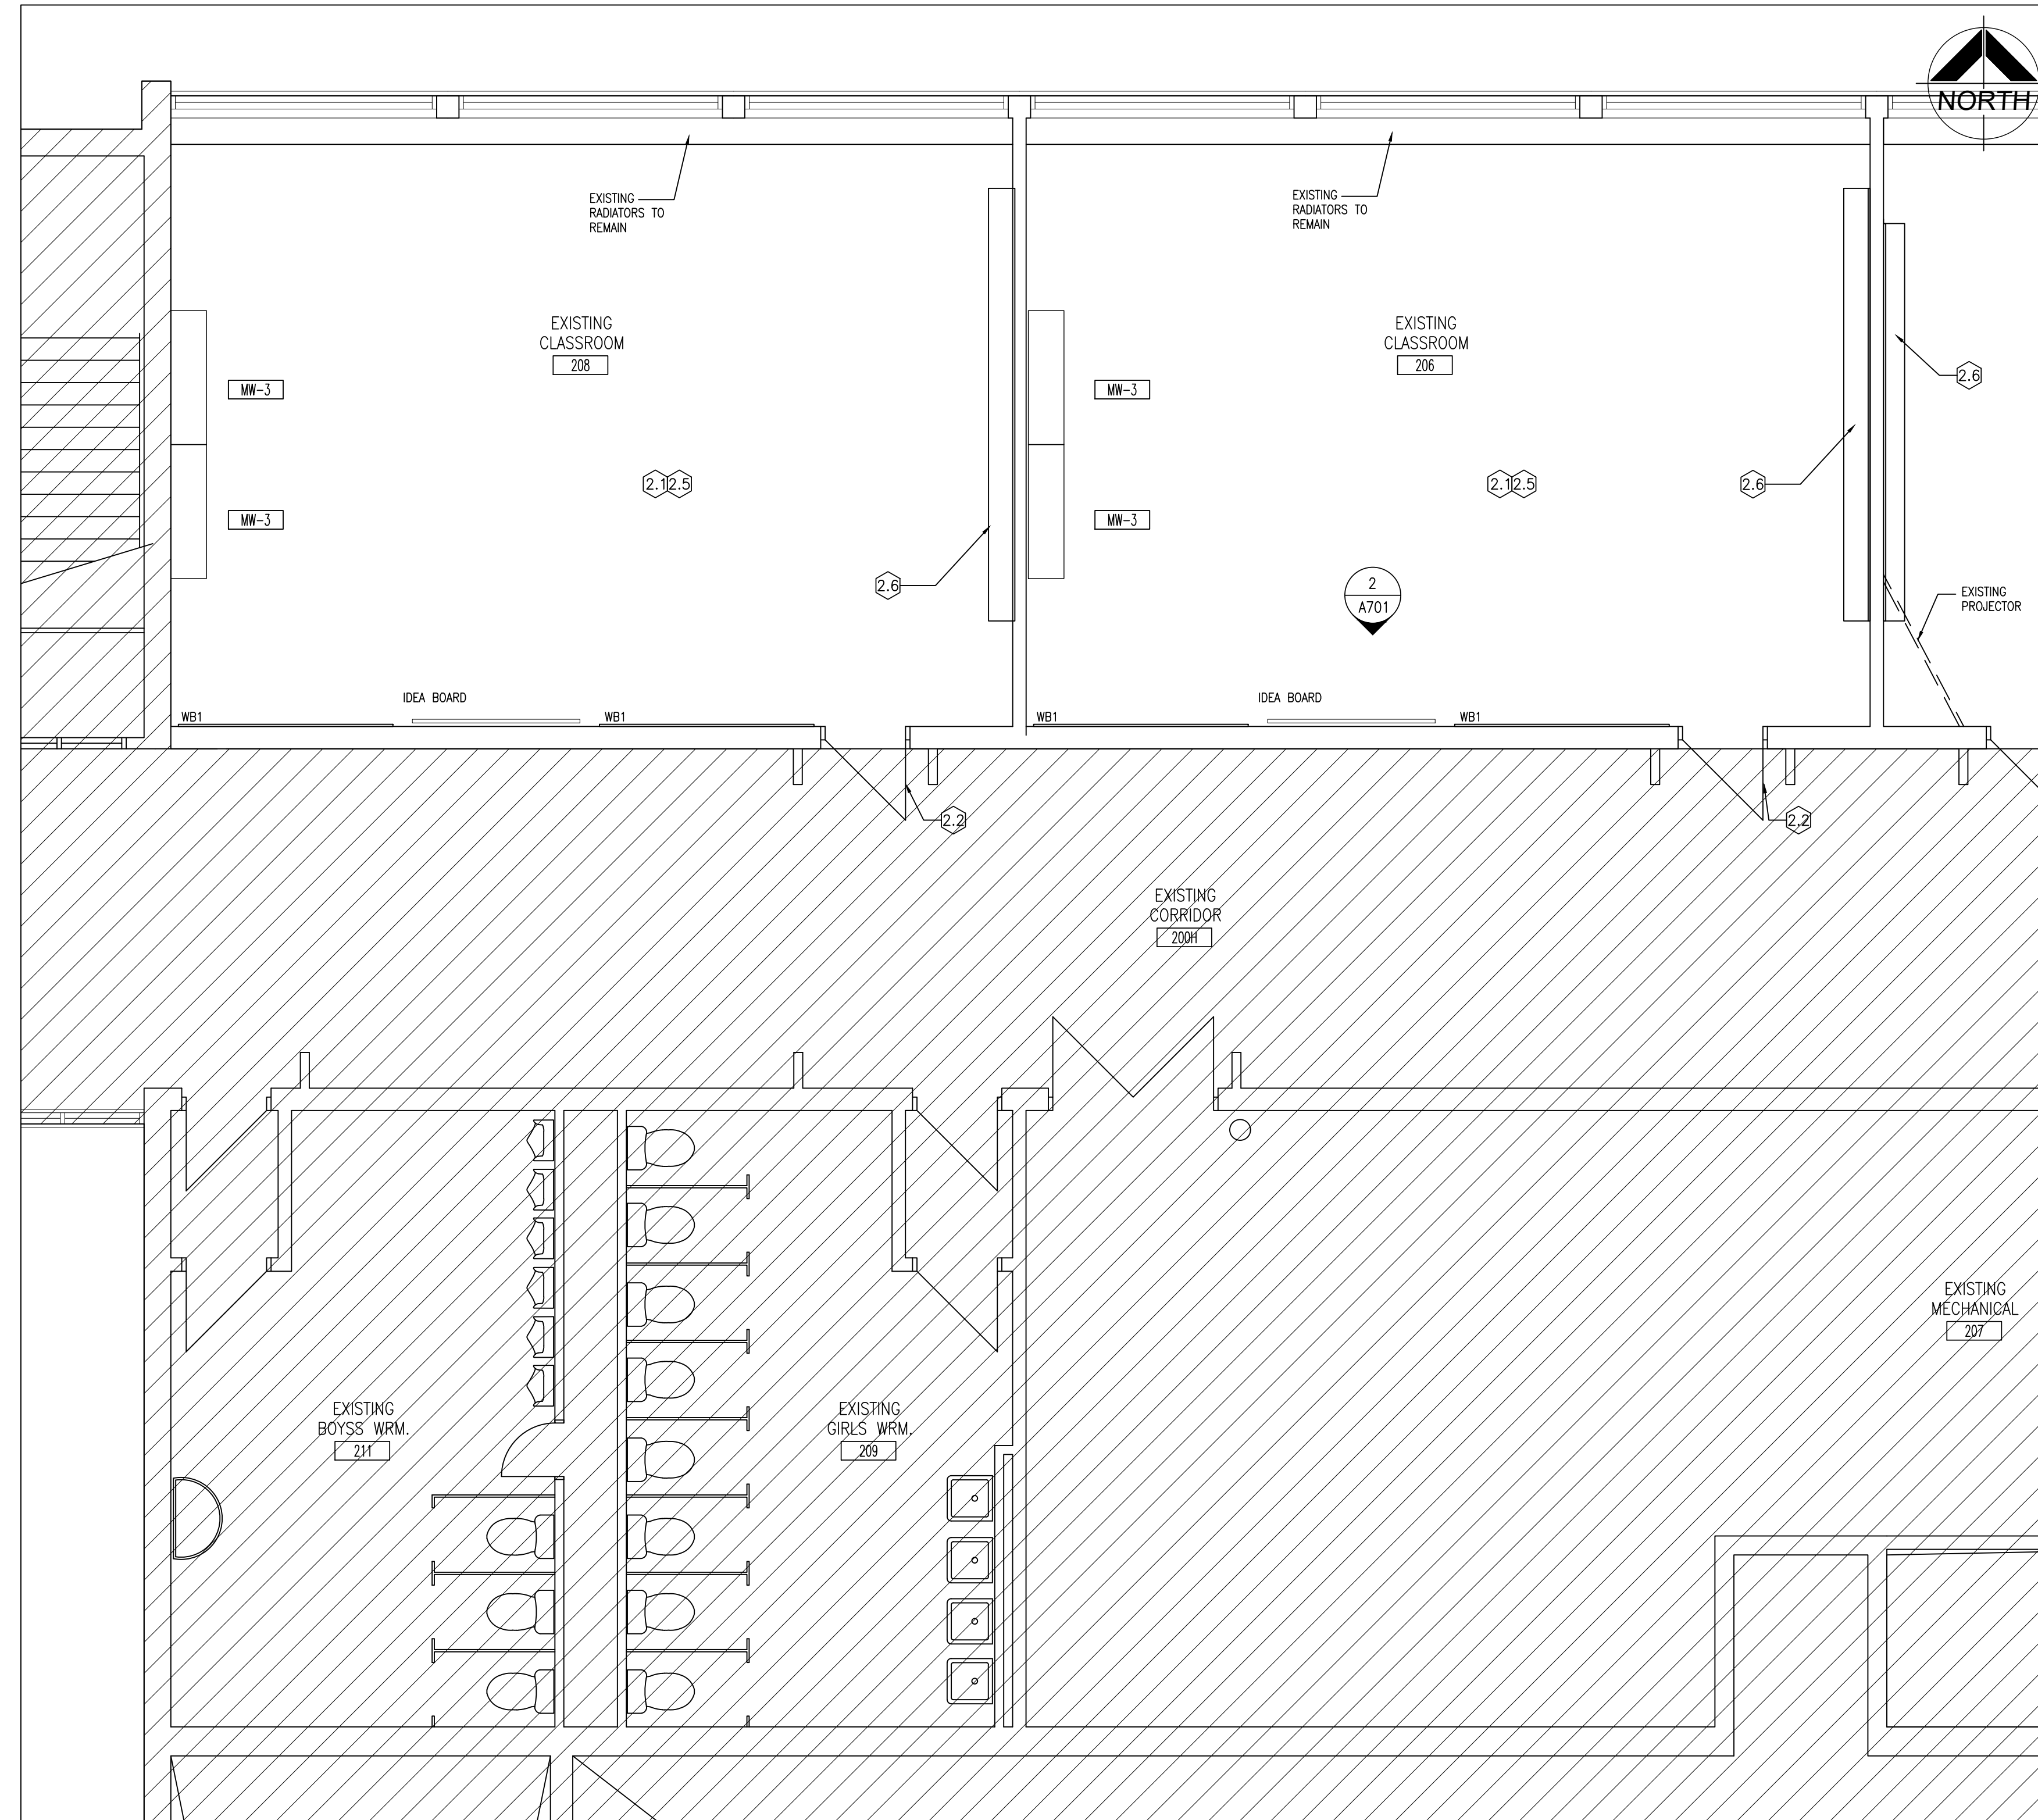 NORTH
EXISTING
RADIATORS TO
REMAIN
EXISTING
RADIATORS TO
REMAIN
EXISTING
CLASSROOM
208
EXISTING
CLASSROOM
206
MW-3
MW-3
2.6
2.1 2.5
2.1 2.5
2.6
MW-3
MW-3
2.6
2
A701
EXISTING
PROJECTOR
IDEA BOARD
IDEA BOARD
WB1
WB1
WB1
WB1
2.2
2.2
EXISTING
CORRIDOR
200H
EXISTING
MECHANICAL
207
EXISTING
BOYSS WRM.
211
EXISTING
GIRLS WRM.
209